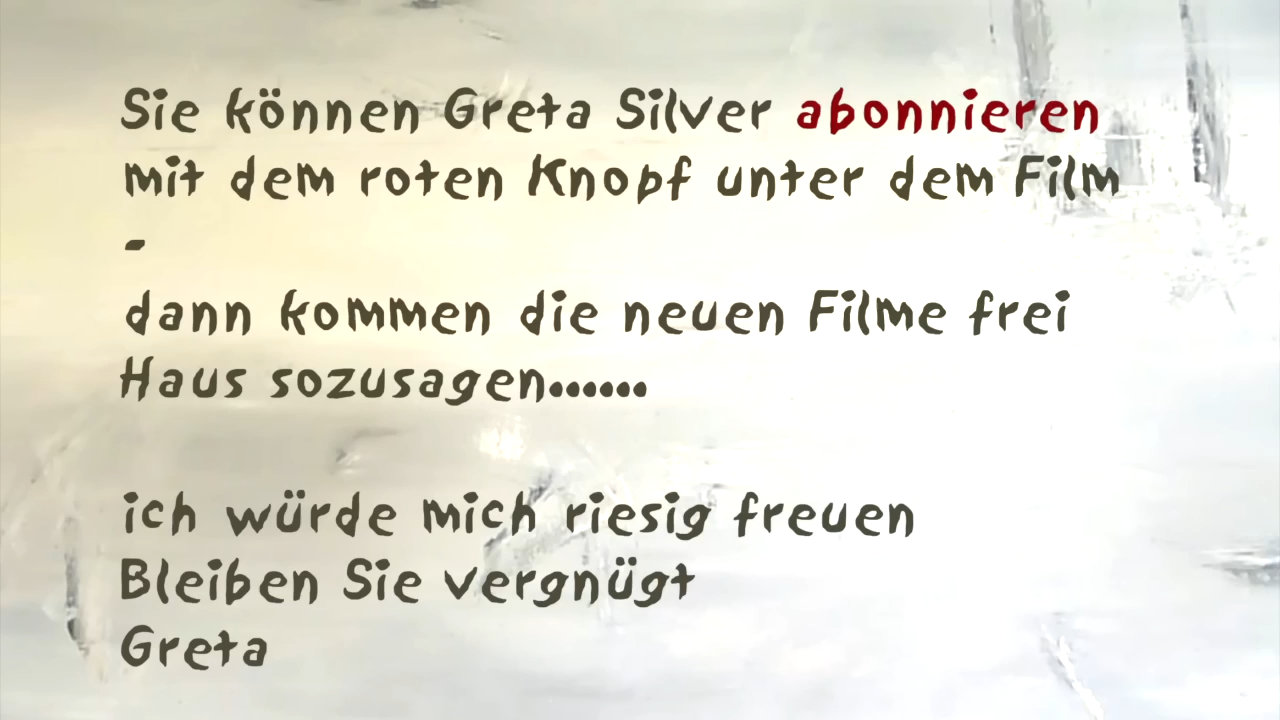 Sie können Greta Silver abonnieren
mit dem roten Knopf unter dem Film
-
dann kommen die neuen Filme frei
Haus sozusagen......
ich würde mich riesig freuen
Bleiben Sie vergnügt
Greta